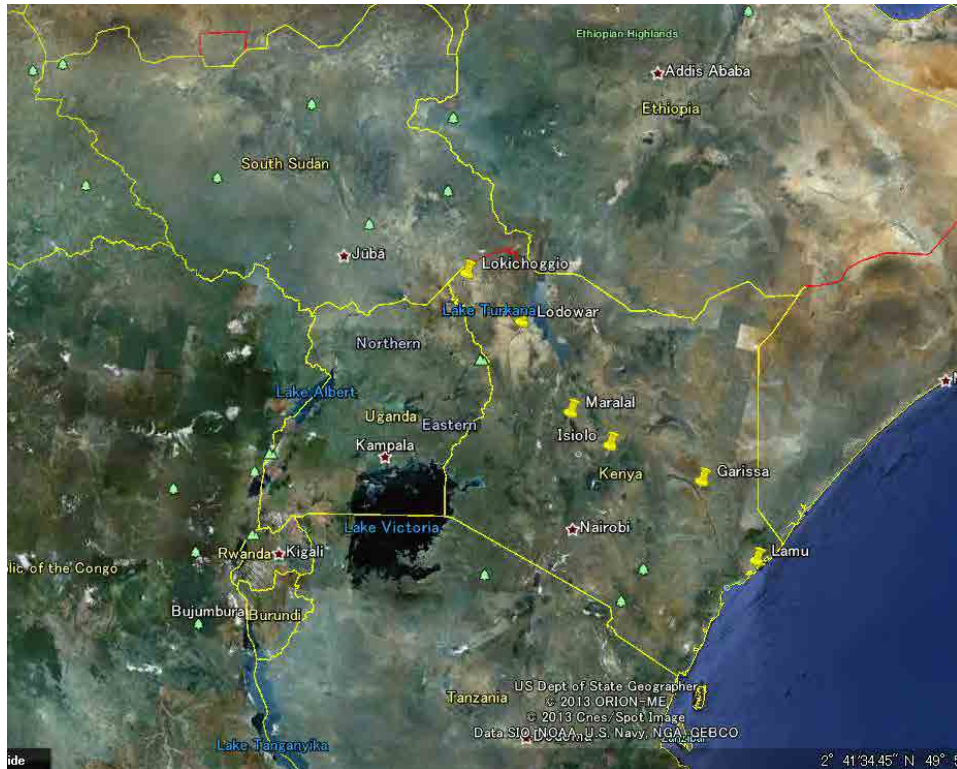 Ethiopian Highlands
Addis Ababa
Ethiopia
South Sudan
Juba
Lokichoggio
Lake Turkana
Lodowar
Northern
Lake Albert
Maralal
Uganda
Eastern
Isiolo
Kampala
Kenya
Garissa
Lake Victoria
Nairobi
Rwanda
Kigali
Lamu
lic of the Congo
Bujumbura
Burundi
US Dept of State Geographer
© 2013 ORION-ME
Tanzania
© 2013 Cnes/Spot Image
Data SIO, NOAA, U.S. Navy, NGA, GEBCO
Lake Tanganyika
ide
2° 41'34.45" N 49°